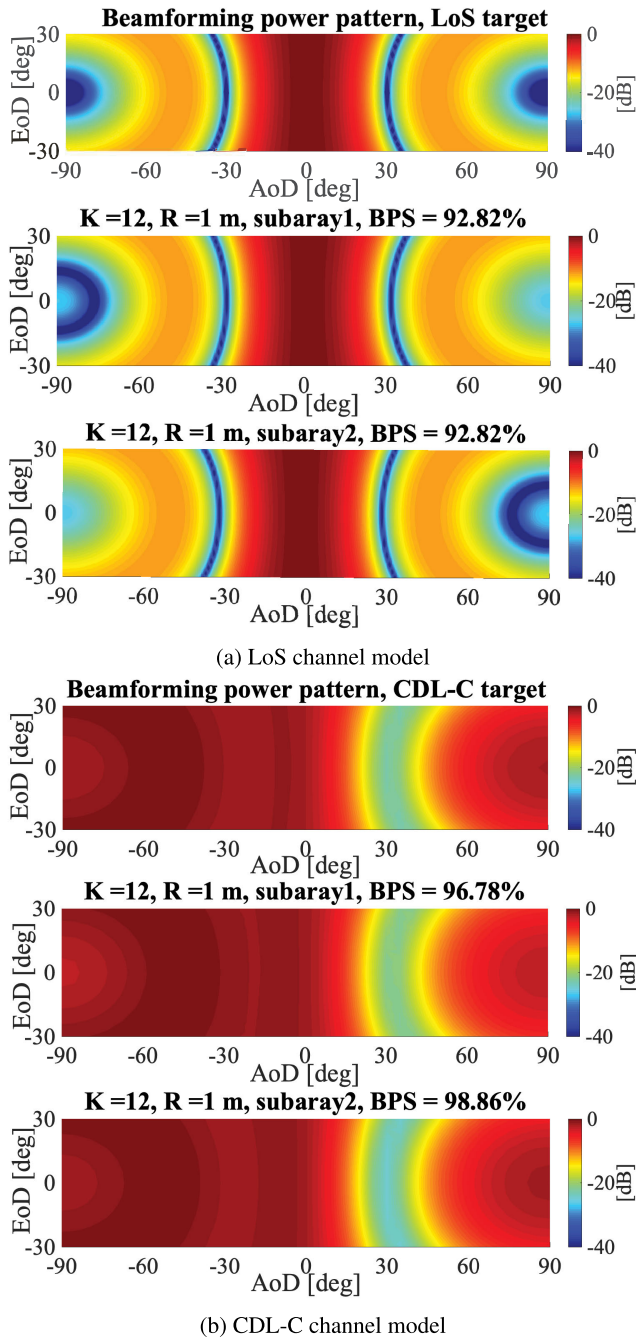 Beamforming power pattern, LoS target
30
0
-30
EoD [deg]
-90 -60 -30 0 30 60 90
AoD [deg]
0
-20
-40
[dB]
K =12, R =1 m, subaray1, BPS = 92.82%
30
0
-30
EoD [deg]
-90 -60 -30 0 30 60 90
AoD [deg]
0
-20
-40
[dB]
K =12, R =1 m, subaray2, BPS = 92.82%
30
0
-30
EoD [deg]
-90 -60 -30 0 30 60 90
AoD [deg]
0
-20
-40
[dB]
(a) LoS channel model
Beamforming power pattern, CDL-C target
30
0
-30
EoD [deg]
-90 -60 -30 0 30 60 90
AoD [deg]
0
-20
-40
[dB]
K =12, R =1 m, subaray1, BPS = 96.78%
30
0
-30
EoD [deg]
-90 -60 -30 0 30 60 90
AoD [deg]
0
-20
-40
[dB]
K =12, R =1 m, subaray2, BPS = 98.86%
30
0
-30
EoD [deg]
-90 -60 -30 0 30 60 90
AoD [deg]
0
-20
-40
[dB]
(b) CDL-C channel model